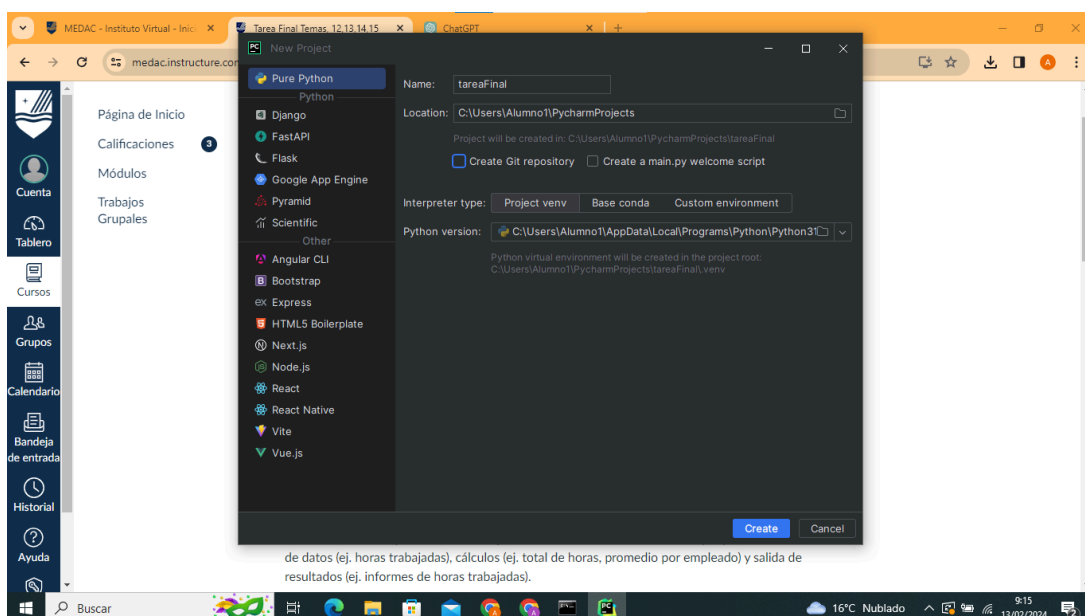 MEDAC - Instituto Virtual - Inic
Tarea Final Temas, 12,13,14,15
ChatGPT
medac.instructure.cor
A
Cuenta
Tablero
Cursos
Grupos
Calendario
Bandeja
de entrada
Historial
Ayuda
Página de Inicio
Calificaciones 3
Módulos
Trabajos
Grupales
PC New Project
Pure Python
Python
Django
FastAPI
Flask
Google App Engine
Pyramid
Scientific
Other
Angular CLI
B Bootstrap
ex Express
HTML5 Boilerplate
Next.js
Node.js
React
React Native
Vite
Vue.js
Name: tareaFinal
Location: C:\Users\Alumno1\PycharmProjects
Project will be created in: C:\Users\Alumno1\PycharmProjects\tareaFinal
Create Git repository Create a main.py welcome script
Interpreter type: Project venv Base conda Custom environment
Python version: C:\Users\Alumno1\AppData\Local\Programs\Python\Python31
Python virtual environment will be created in the project root:
C:\Users\Alumno1\PycharmProjects\tareaFinal\.venv
Create Cancel
de datos (ej. horas trabajadas), cálculos (ej. total de horas, promedio por empleado) y salida de
resultados (ej. informes de horas trabajadas).
Buscar
16°C Nublado
9:15
13/02/2024